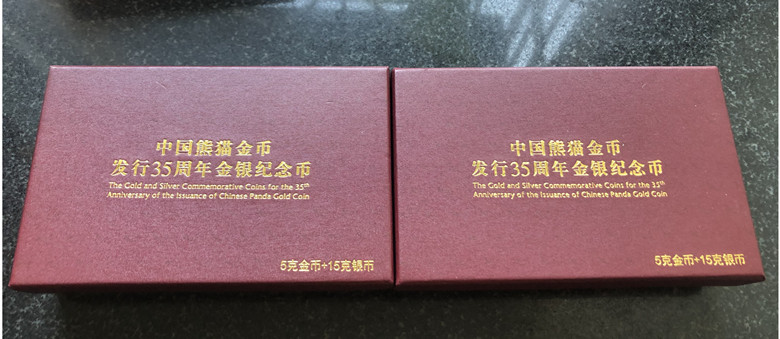 中国熊猫金币
发行35周年金银纪念币
The Gold and Silver Commemorative Coins for the 35th
Anniversary of the Issuance of Chinese Panda Gold Coin
5克金币+15克银币
中国熊猫金币
发行35周年金银纪念币
The Gold and Silver Commemorative Coins for the 35th
Anniversary of the Issuance of Chinese Panda Gold Coin
5克金币+15克银币